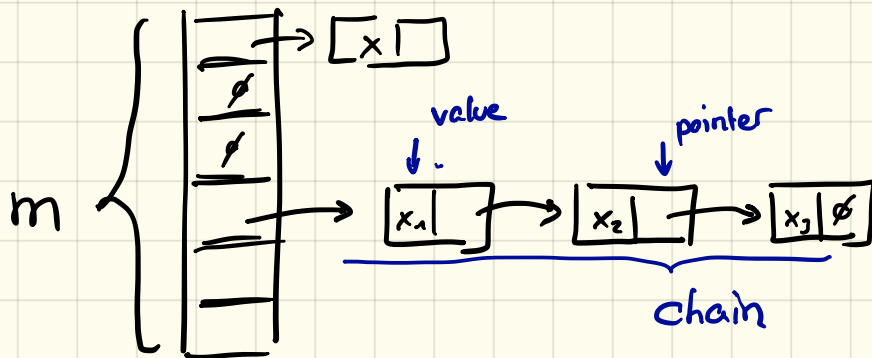 x
ø
value
pointer
ø
m
x₁
x₂
x₃ ø
chain